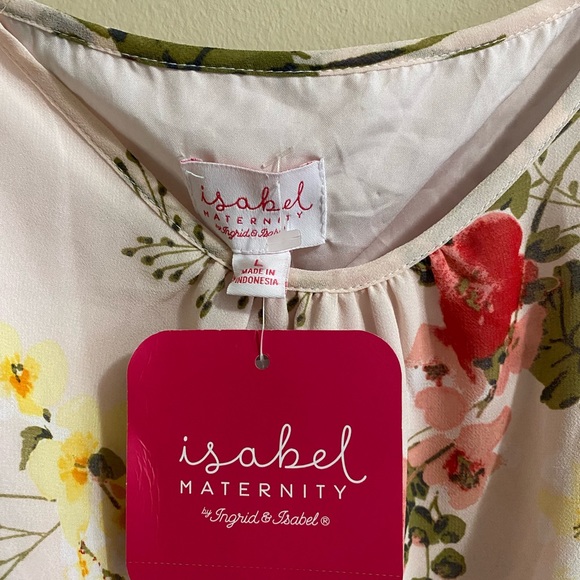 isabel
MATERNITY
by Ingrid & Isabel
L
MADE IN
INDONESIA
isabel
MATERNITY
by Ingrid & Isabel®